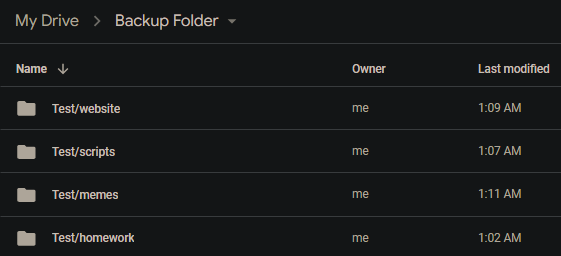 My Drive > Backup Folder
Name Owner Last modified
Test/website me 1:09 AM
Test/scripts me 1:07 AM
Test/memes me 1:11 AM
Test/homework me 1:02 AM